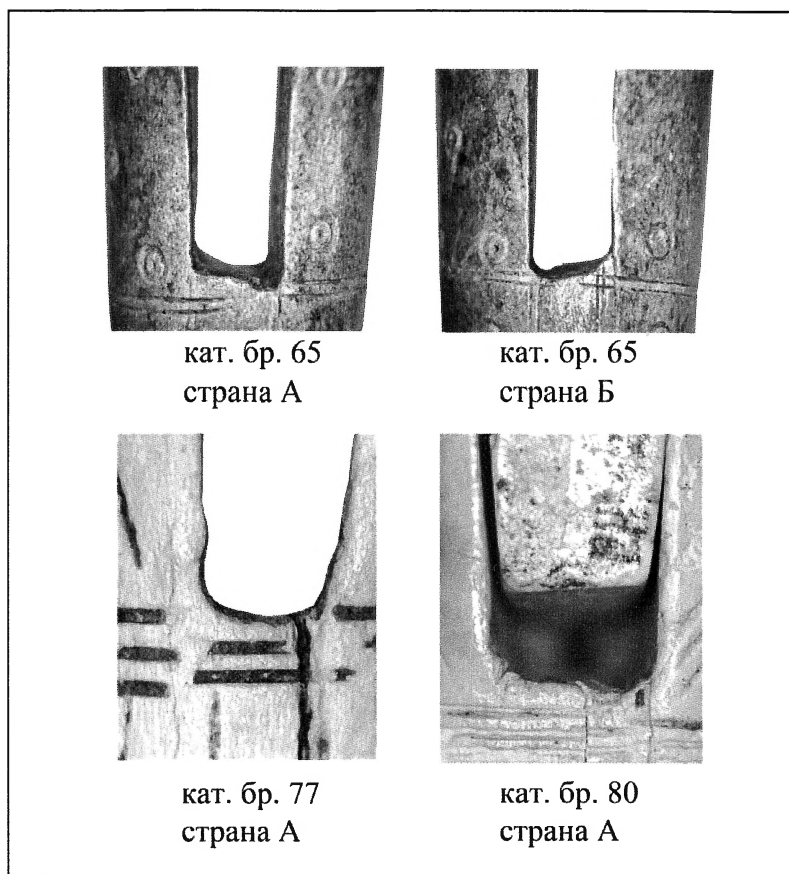 кат. бр. 65
страна А
кат. бр. 65
страна Б
кат. бр. 77
страна А
кат. бр. 80
страна А